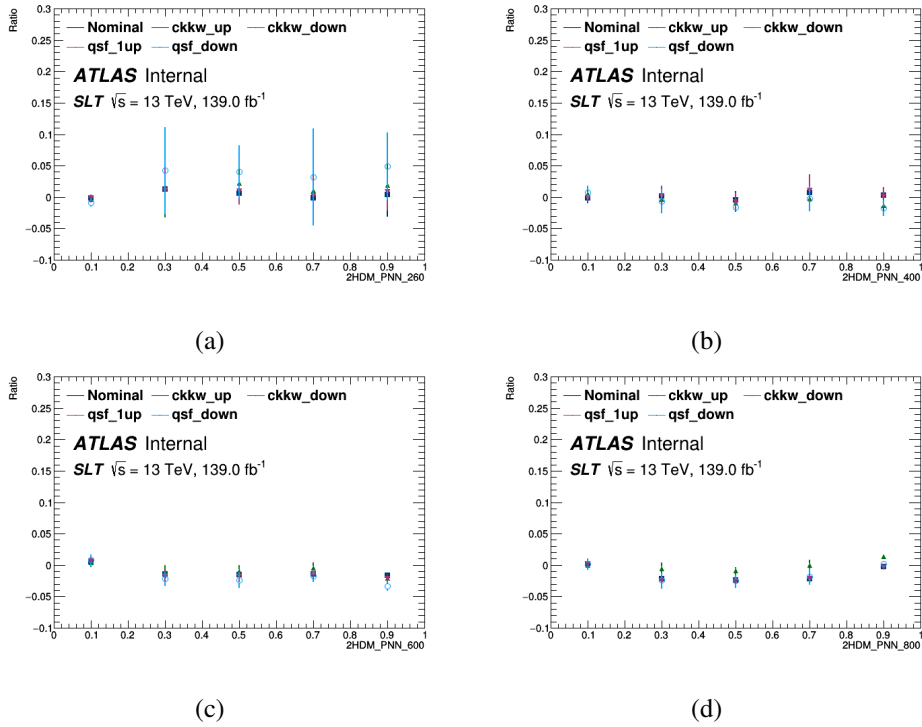 Ratio
0.3
0.25
0.2
0.15
0.1
0.05
0
−0.05
−0.1
Nominal ckkw_up ckkw_down
qsf_1up qsf_down
ATLAS Internal
SLT √s = 13 TeV, 139.0 fb-1
0 0.1 0.2 0.3 0.4 0.5 0.6 0.7 0.8 0.9 1
2HDM_PNN_260
(a)
Ratio
0.3
0.25
0.2
0.15
0.1
0.05
0
−0.05
−0.1
Nominal ckkw_up ckkw_down
qsf_1up qsf_down
ATLAS Internal
SLT √s = 13 TeV, 139.0 fb-1
0 0.1 0.2 0.3 0.4 0.5 0.6 0.7 0.8 0.9 1
2HDM_PNN_400
(b)
Ratio
0.3
0.25
0.2
0.15
0.1
0.05
0
−0.05
−0.1
Nominal ckkw_up ckkw_down
qsf_1up qsf_down
ATLAS Internal
SLT √s = 13 TeV, 139.0 fb-1
0 0.1 0.2 0.3 0.4 0.5 0.6 0.7 0.8 0.9 1
2HDM_PNN_600
(c)
Ratio
0.3
0.25
0.2
0.15
0.1
0.05
0
−0.05
−0.1
Nominal ckkw_up ckkw_down
qsf_1up qsf_down
ATLAS Internal
SLT √s = 13 TeV, 139.0 fb-1
0 0.1 0.2 0.3 0.4 0.5 0.6 0.7 0.8 0.9 1
2HDM_PNN_800
(d)